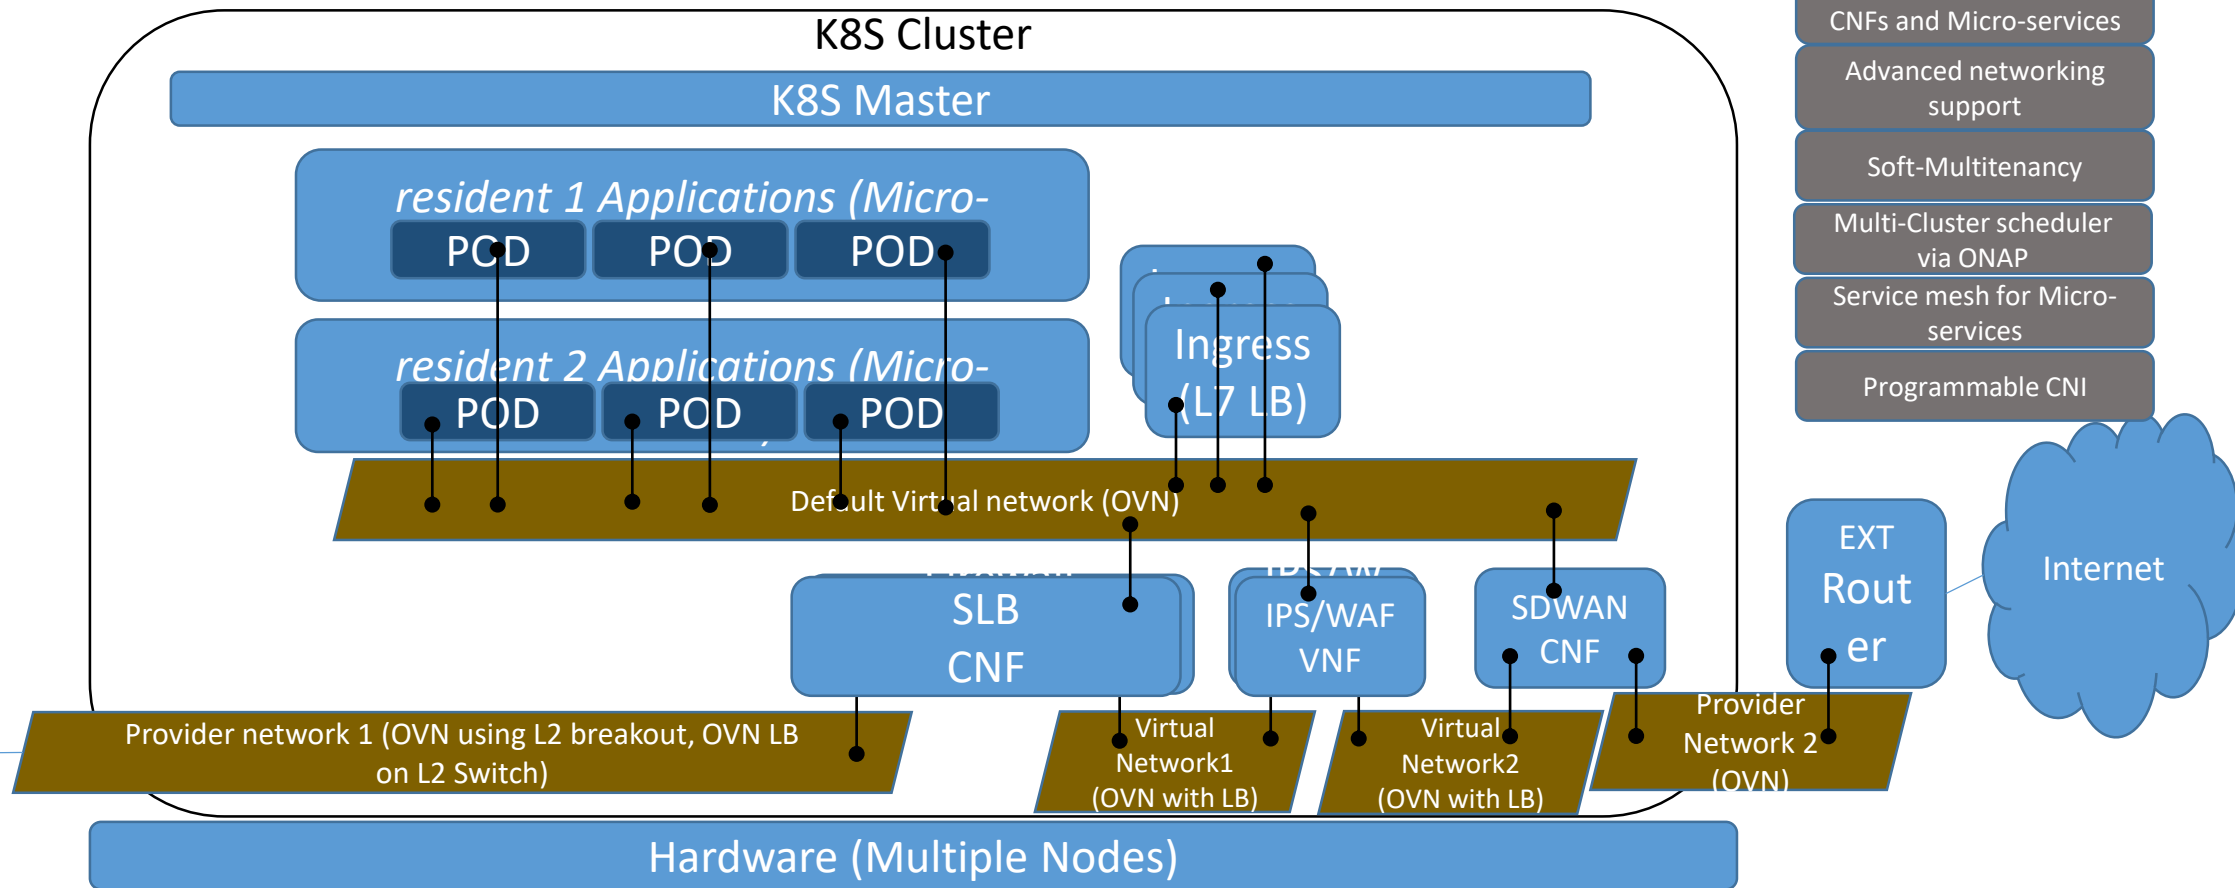 K8S Cluster
K8S Master
resident 1 Applications (Micro-
POD
POD
POD
resident 2 Applications (Micro-
POD
POD
POD
Ingress
(L7 LB)
Default Virtual network (OVN)
SLB
CNF
IPS/WAF
VNF
SDWAN
CNF
Provider network 1 (OVN using L2 breakout, OVN LB
on L2 Switch)
Virtual
Network1
(OVN with LB)
Virtual
Network2
(OVN with LB)
Provider
Network 2
(OVN)
Hardware (Multiple Nodes)
CNFs and Micro-services
Advanced networking
support
Soft-Multitenancy
Multi-Cluster scheduler
via ONAP
Service mesh for Micro-
services
Programmable CNI
EXT
Rout
er
Internet